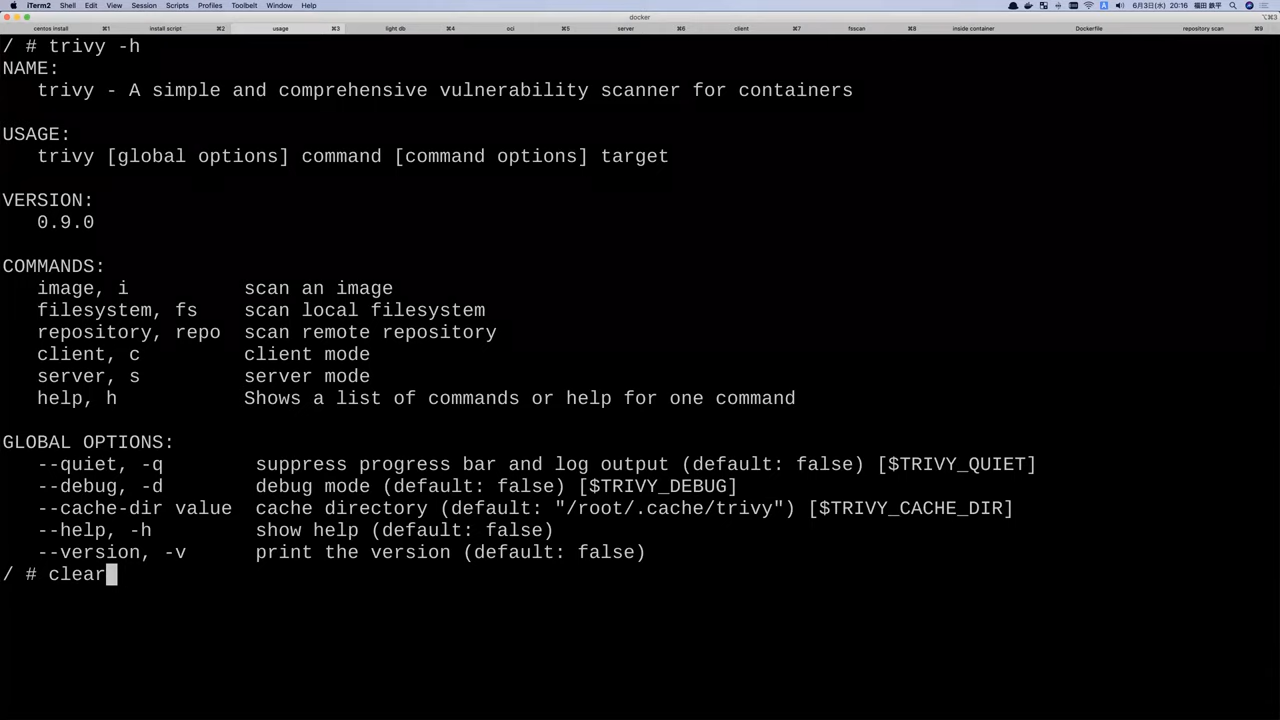 iTerm2 Shell Edit View Session Scripts Profiles Toolbelt Window Help 6月3日(水) 20:16 福田 鉄平
docker ⌥⌘3
centos install ⌘1 install script ⌘2 usage ⌘3 light db ⌘4 oci ⌘5 server ⌘6 client ⌘7 fsscan ⌘8 inside container Dockerfile repository scan ⌘9
/ # trivy -h
NAME:
trivy - A simple and comprehensive vulnerability scanner for containers
USAGE:
trivy [global options] command [command options] target
VERSION:
0.9.0
COMMANDS:
image, i scan an image
filesystem, fs scan local filesystem
repository, repo scan remote repository
client, c client mode
server, s server mode
help, h Shows a list of commands or help for one command
GLOBAL OPTIONS:
--quiet, -q suppress progress bar and log output (default: false) [$TRIVY_QUIET]
--debug, -d debug mode (default: false) [$TRIVY_DEBUG]
--cache-dir value cache directory (default: "/root/.cache/trivy") [$TRIVY_CACHE_DIR]
--help, -h show help (default: false)
--version, -v print the version (default: false)
/ # clear